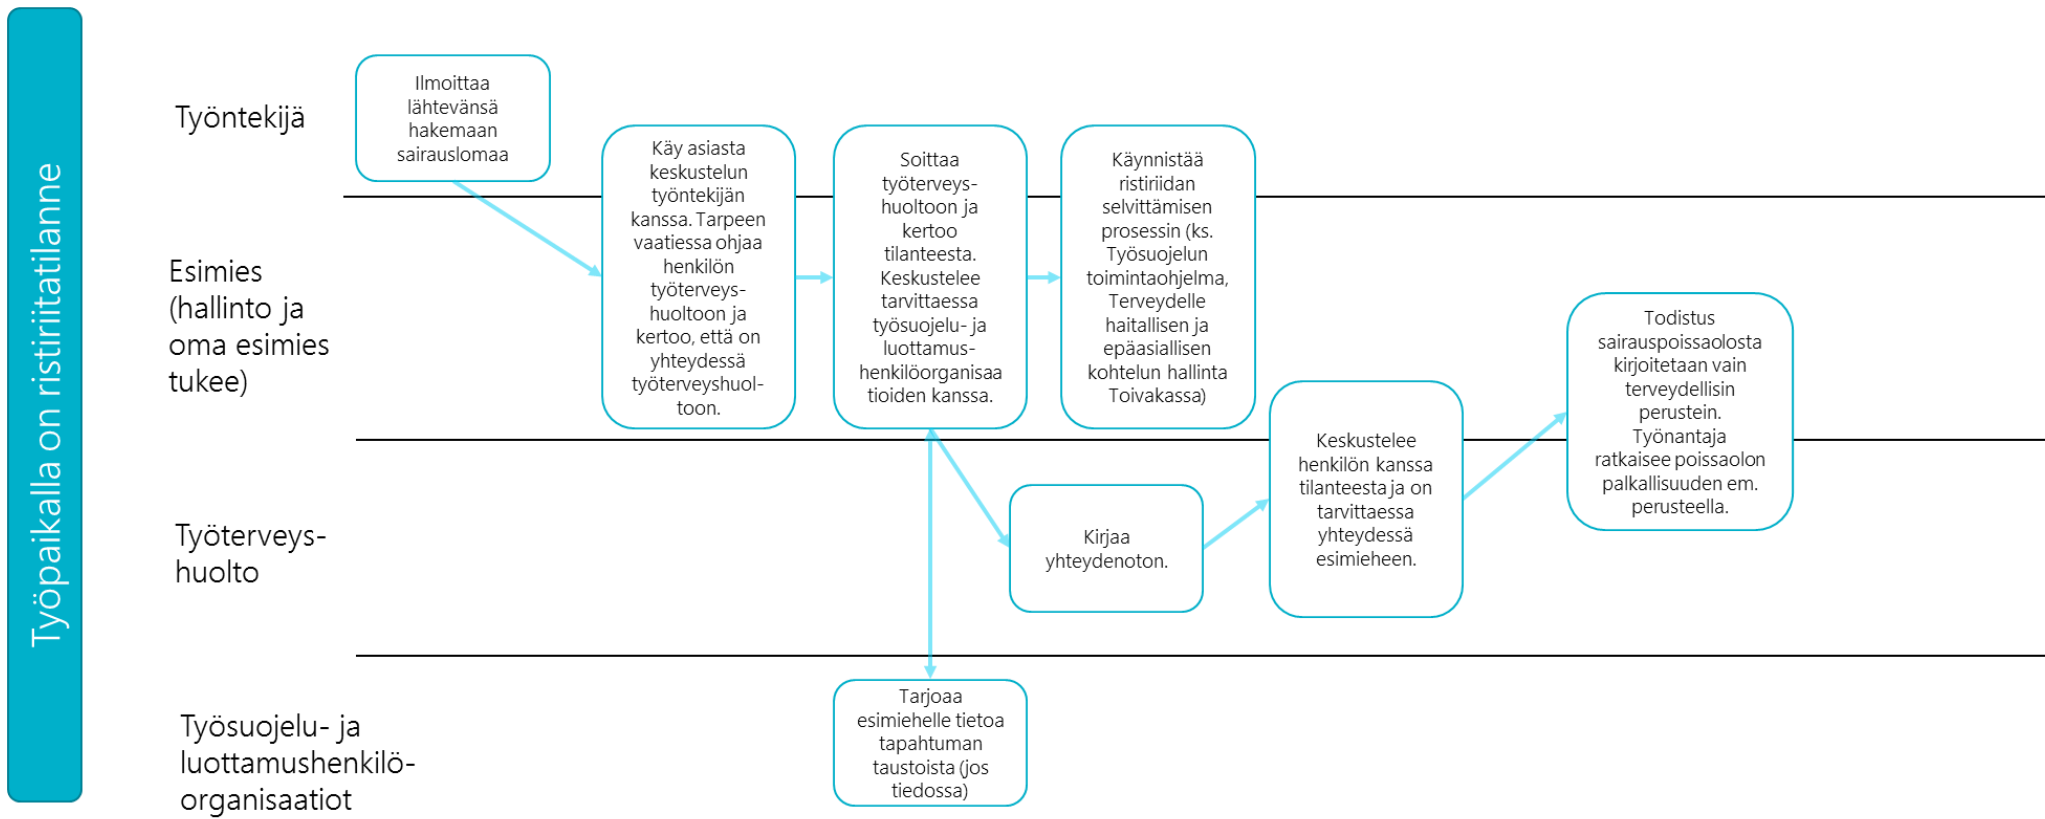 Työpaikalla on ristiriitatilanne
Työntekijä
Ilmoittaa
lähtevänsä
hakemaan
sairauslomaa
Esimies
(hallinto ja
oma esimies
tukee)
Käy asiasta
keskustelun
työntekijän
kanssa. Tarpeen
vaatiessa ohjaa
henkilön
työterveys-
huoltoon ja
kertoo, että on
yhteydessä
työterveyshuol-
toon.
Soittaa
työterveys-
huoltoon ja
kertoo
tilanteesta.
Keskustelee
tarvittaessa
työsuojelu- ja
luottamus-
henkilöorganisaa
tioiden kanssa.
Käynnistää
ristiriidan
selvittämisen
prosessin (ks.
Työsuojelun
toimintaohjelma,
Terveydelle
haitallisen ja
epäasiallisen
kohtelun hallinta
Toivakassa)
Työterveys-
huolto
Kirjaa
yhteydenoton.
Keskustelee
henkilön kanssa
tilanteesta ja on
tarvittaessa
yhteydessä
esimieheen.
Todistus
sairauspoissaolosta
kirjoitetaan vain
terveydellisin
perustein.
Työnantaja
ratkaisee poissaolon
palkallisuuden em.
perusteella.
Työsuojelu- ja
luottamushenkilö-
organisaatiot
Tarjoaa
esimiehelle tietoa
tapahtuman
taustoista (jos
tiedossa)